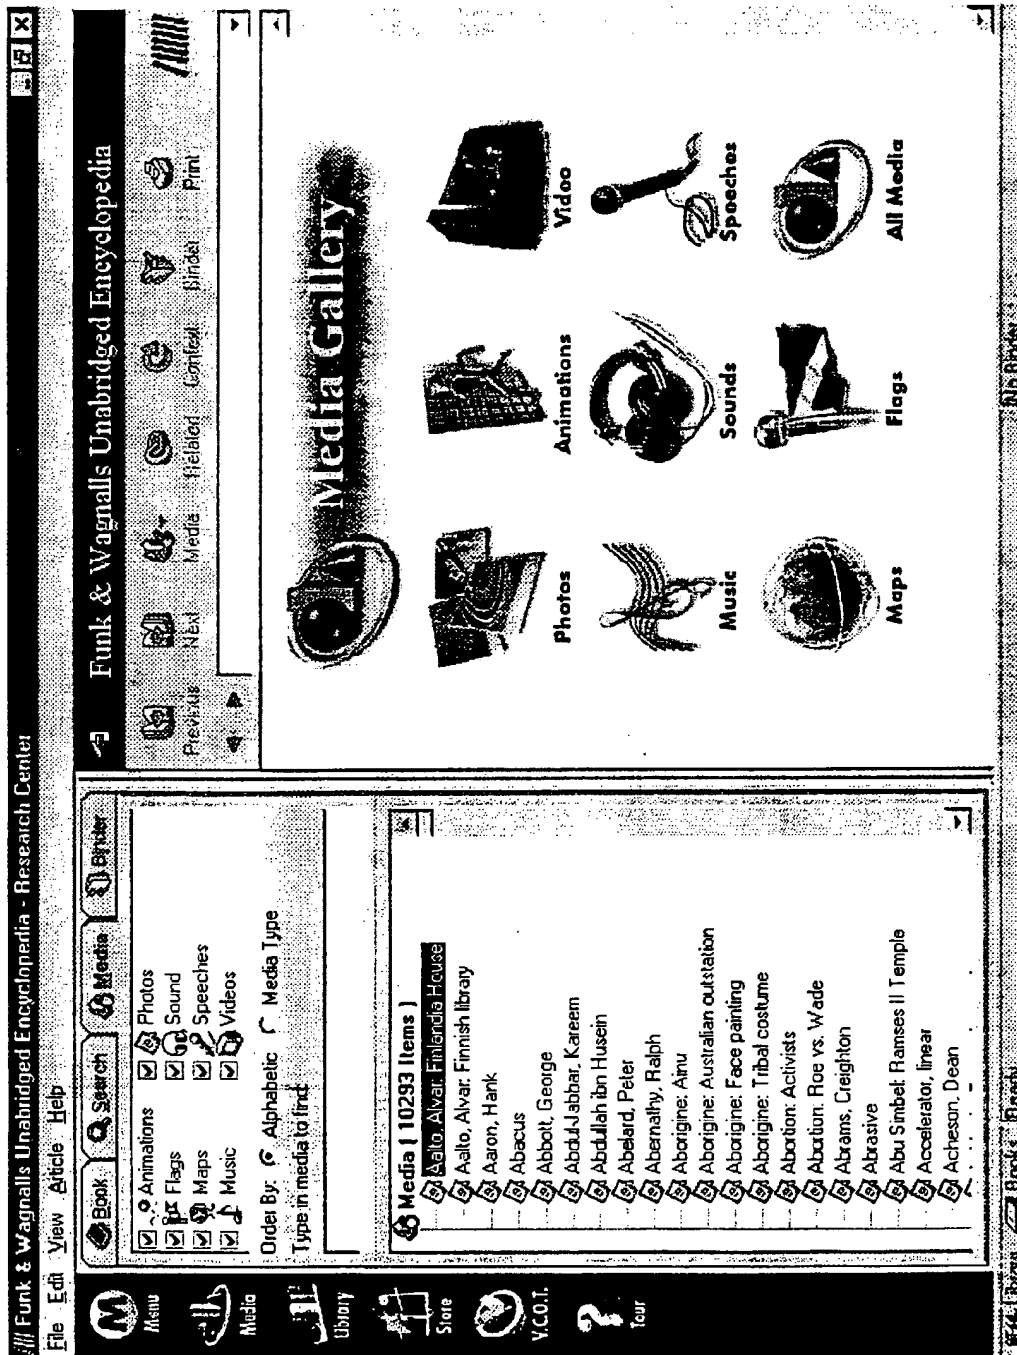 Funk & Wagnalls Unabridged Encyclopedia - Research Center
File Edit View Article Help
Menu
Media
Library
Store
V.C.O.T.
Tour
Book Search Media Binder
Animations Photos
Flags Sound
Maps Speeches
Music Videos
Order By: Alphabetic Media Type
Type in media to find:
Media ( 10293 Items )
Aalto, Alvar: Finlandia House
Aalto, Alvar: Finnish library
Aaron, Hank
Abacus
Abbott, George
Abdul-Jabbar, Kareem
Abdullah ibn Husein
Abelard, Peter
Abernathy, Ralph
Aborigine: Ainu
Aborigine: Australian outstation
Aborigine: Face painting
Aborigine: Tribal costume
Abortion: Activists
Abortion: Roe vs. Wade
Abrams, Creighton
Abrasive
Abu Simbel: Ramses II Temple
Accelerator, linear
Acheson, Dean
Funk & Wagnalls Unabridged Encyclopedia
Previous Next Media Related Context Binder Print
Media Gallery
Photos Animations Video
Music Sounds Speeches
Maps Flags All Media
Library Books Ready No Binder